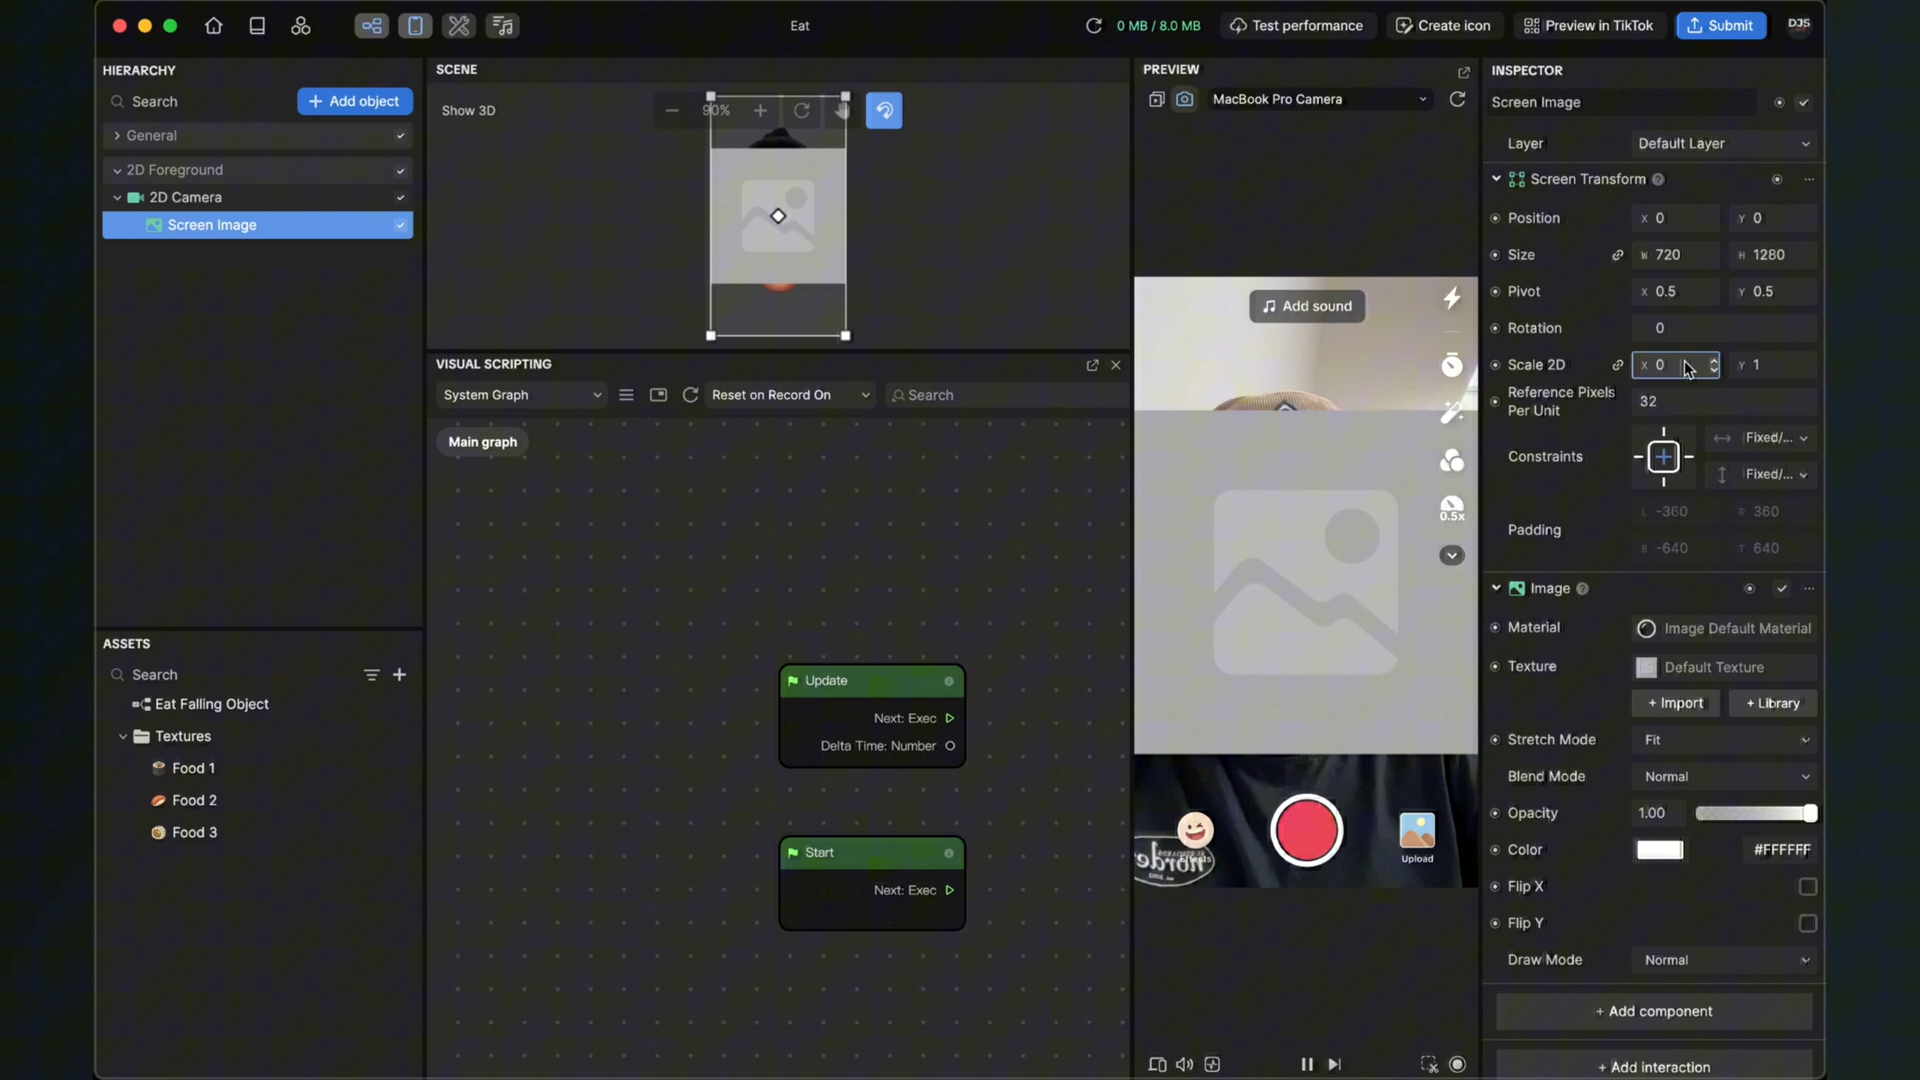 Eat
0 MB / 8.0 MB
Test performance
Create icon
Preview in TikTok
Submit
DJS
HIERARCHY
Search
+ Add object
General
2D Foreground
2D Camera
Screen Image
ASSETS
Search
Eat Falling Object
Textures
Food 1
Food 2
Food 3
SCENE
Show 3D
90%
VISUAL SCRIPTING
System Graph
Reset on Record On
Search
Main graph
Update
Next: Exec
Delta Time: Number
Start
Next: Exec
PREVIEW
MacBook Pro Camera
Add sound
0.5x
Effects
Upload
INSPECTOR
Screen Image
Layer
Default Layer
Screen Transform
Position X 0 Y 0
Size W 720 H 1280
Pivot X 0.5 Y 0.5
Rotation 0
Scale 2D X 0 Y 1
Reference Pixels
Per Unit
32
Constraints
Fixed/...
Fixed/...
Padding
L -360 R 360
B -640 T 640
Image
Material Image Default Material
Texture Default Texture
+ Import + Library
Stretch Mode Fit
Blend Mode Normal
Opacity 1.00
Color #FFFFFF
Flip X
Flip Y
Draw Mode Normal
+ Add component
+ Add interaction